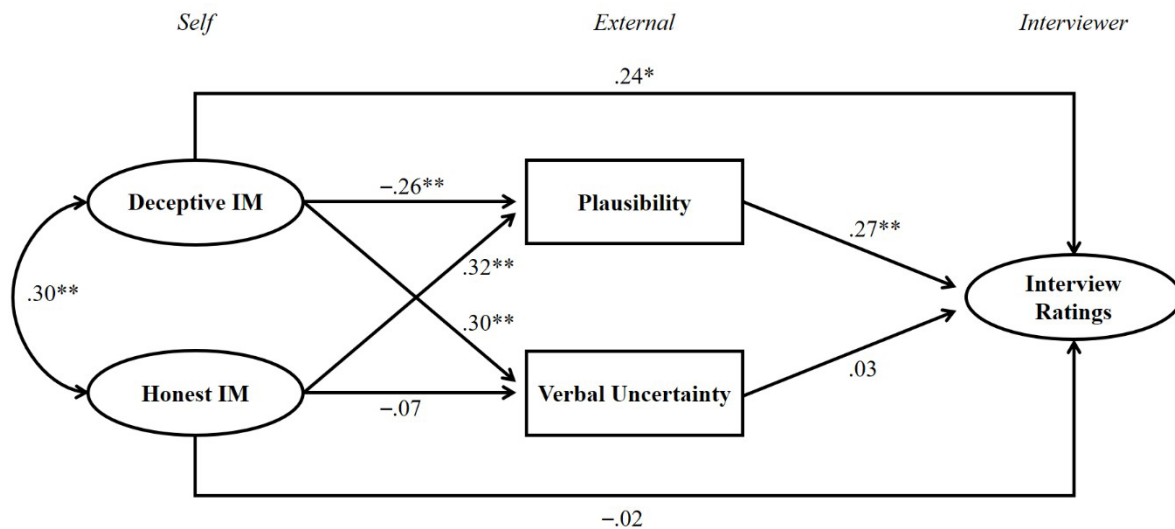 Self
External
Interviewer
.24*
Deceptive IM
−.26**
Plausibility
.27**
.32**
.30**
Interview
Ratings
.30**
Honest IM
−.07
Verbal Uncertainty
.03
−.02